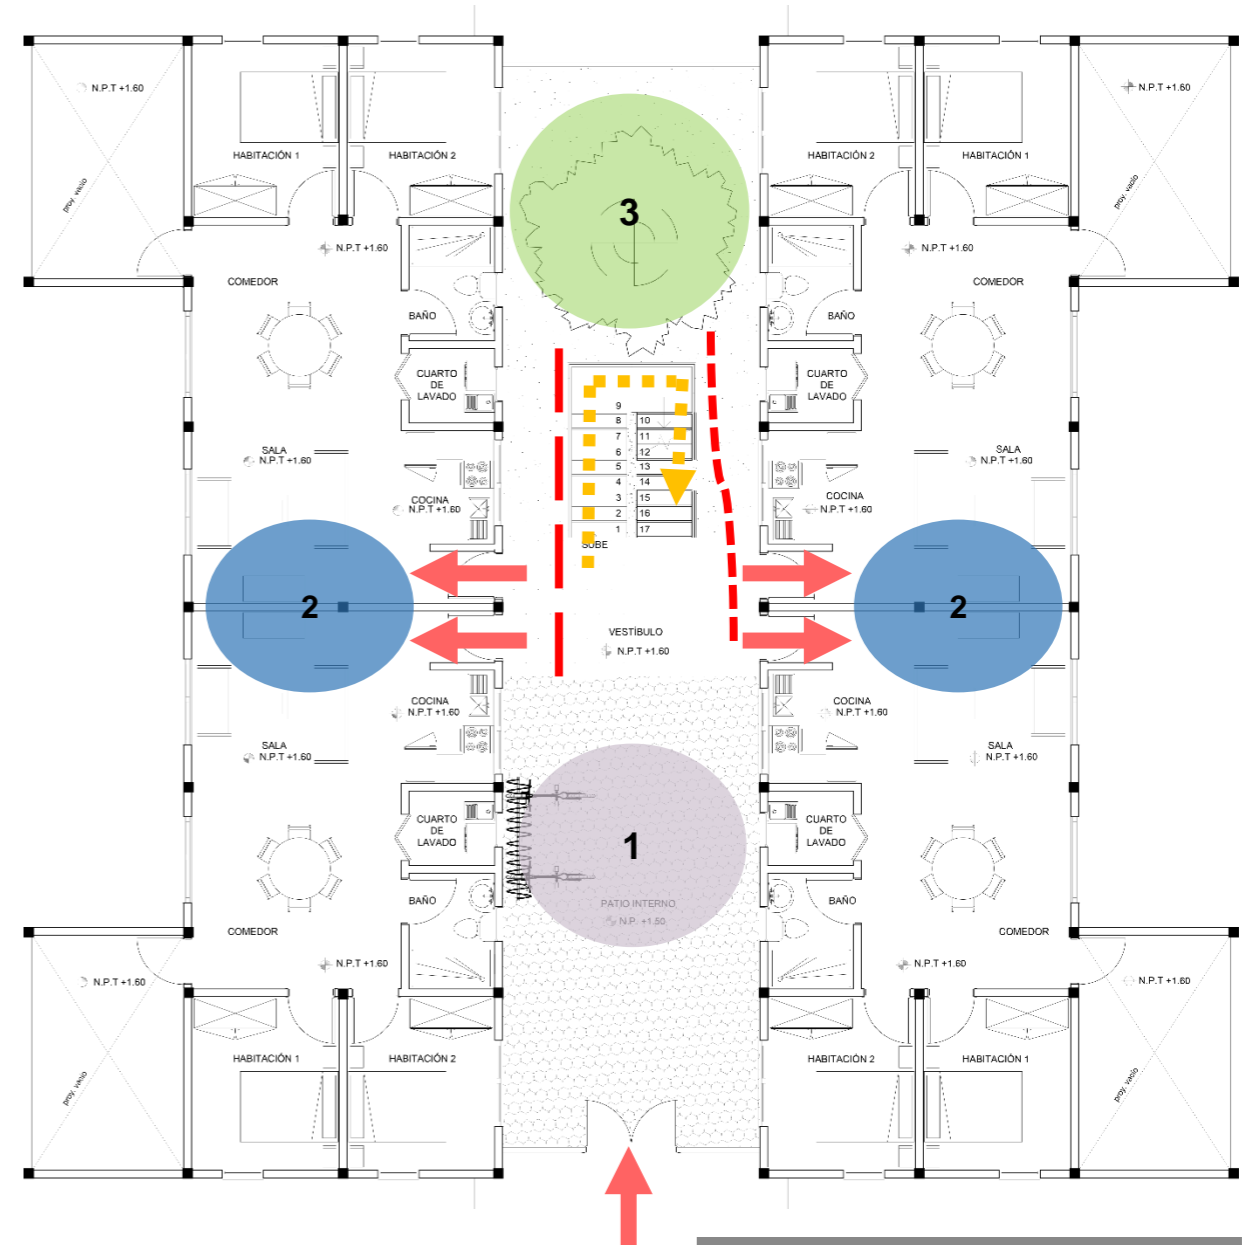 N.P.T +1.60
N.P.T +1.60
proy. vacio
HABITACIÓN 1
HABITACIÓN 2
3
HABITACIÓN 2
HABITACIÓN 1
proy. vacio
N.P.T +1.60
N.P.T +1.60
COMEDOR
COMEDOR
BAÑO
BAÑO
CUARTO
DE
LAVADO
CUARTO
DE
LAVADO
9
8
10
7
11
6
12
5
13
4
14
3
15
2
16
1
17
SUBE
SALA
N.P.T +1.60
SALA
N.P.T +1.60
COCINA
N.P.T +1.60
COCINA
N.P.T +1.60
2
2
VESTÍBULO
N.P.T +1.60
COCINA
N.P.T +1.60
COCINA
N.P.T +1.60
SALA
N.P.T +1.60
SALA
N.P.T +1.60
CUARTO
DE
LAVADO
1
CUARTO
DE
LAVADO
BAÑO
PATIO INTERNO
N.P. +1.50
BAÑO
COMEDOR
COMEDOR
N.P.T +1.60
N.P.T +1.60
N.P.T +1.60
N.P.T +1.60
HABITACIÓN 1
HABITACIÓN 2
HABITACIÓN 2
HABITACIÓN 1
proy. vacio
proy. vacio